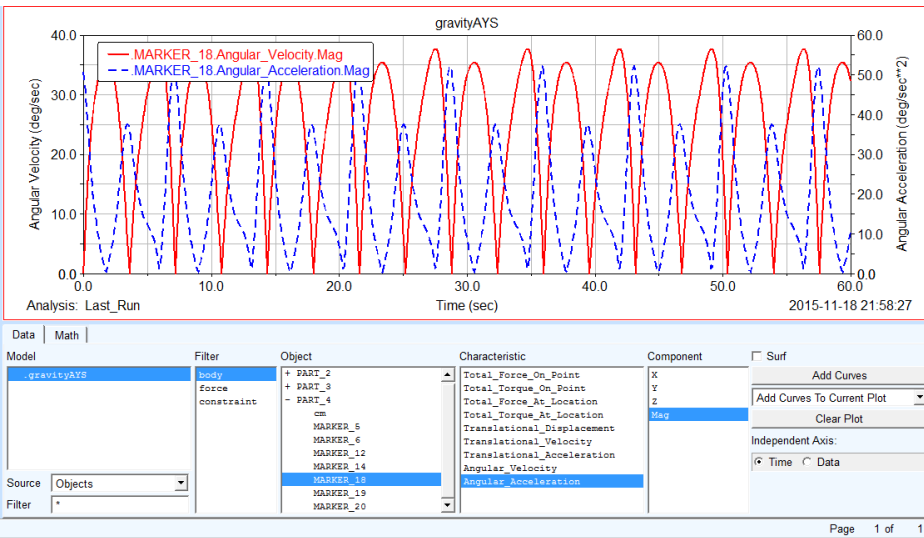 gravityAYS
40.0
30.0
20.0
10.0
0.0
Angular Velocity (deg/sec)
.MARKER_18.Angular_Velocity.Mag
.MARKER_18.Angular_Acceleration.Mag
60.0
50.0
40.0
30.0
20.0
10.0
0.0
Angular Acceleration (deg/sec**2)
0.0 10.0 20.0 30.0 40.0 50.0 60.0
Analysis: Last_Run Time (sec) 2015-11-18 21:58:27
Data Math
Model Filter Object Characteristic Component Surf
.gravityAYS body + PART_2 Total_Force_On_Point X Add Curves
force + PART_3 Total_Torque_On_Point Y
constraint - PART_4 Total_Force_At_Location Z Add Curves To Current Plot
cm Total_Torque_At_Location Mag Clear Plot
MARKER_5 Translational_Displacement
MARKER_6 Translational_Velocity Independent Axis:
MARKER_12 Translational_Acceleration Time Data
MARKER_14 Angular_Velocity
Source Objects MARKER_18 Angular_Acceleration
MARKER_19
Filter * MARKER_20
Page 1 of 1